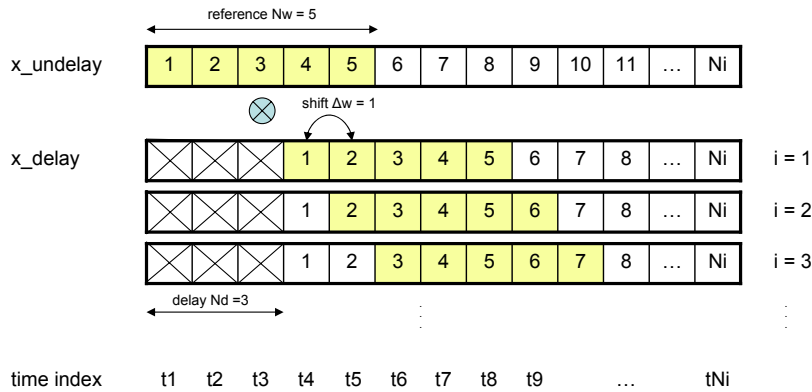 reference Nw = 5
x_undelay 1 2 3 4 5 6 7 8 9 10 11 … Ni
shift Δw = 1
x_delay 1 2 3 4 5 6 7 8 … Ni i = 1
1 2 3 4 5 6 7 8 … Ni i = 2
1 2 3 4 5 6 7 8 … Ni i = 3
delay Nd =3
time index t1 t2 t3 t4 t5 t6 t7 t8 t9 … tNi